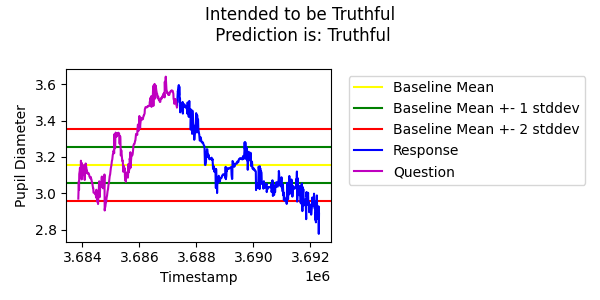 Intended to be Truthful
Prediction is: Truthful
Pupil Diameter
3.6
3.4
3.2
3.0
2.8
3.684
3.686
3.688
3.690
3.692
1e6
Timestamp
Baseline Mean
Baseline Mean +- 1 stddev
Baseline Mean +- 2 stddev
Response
Question